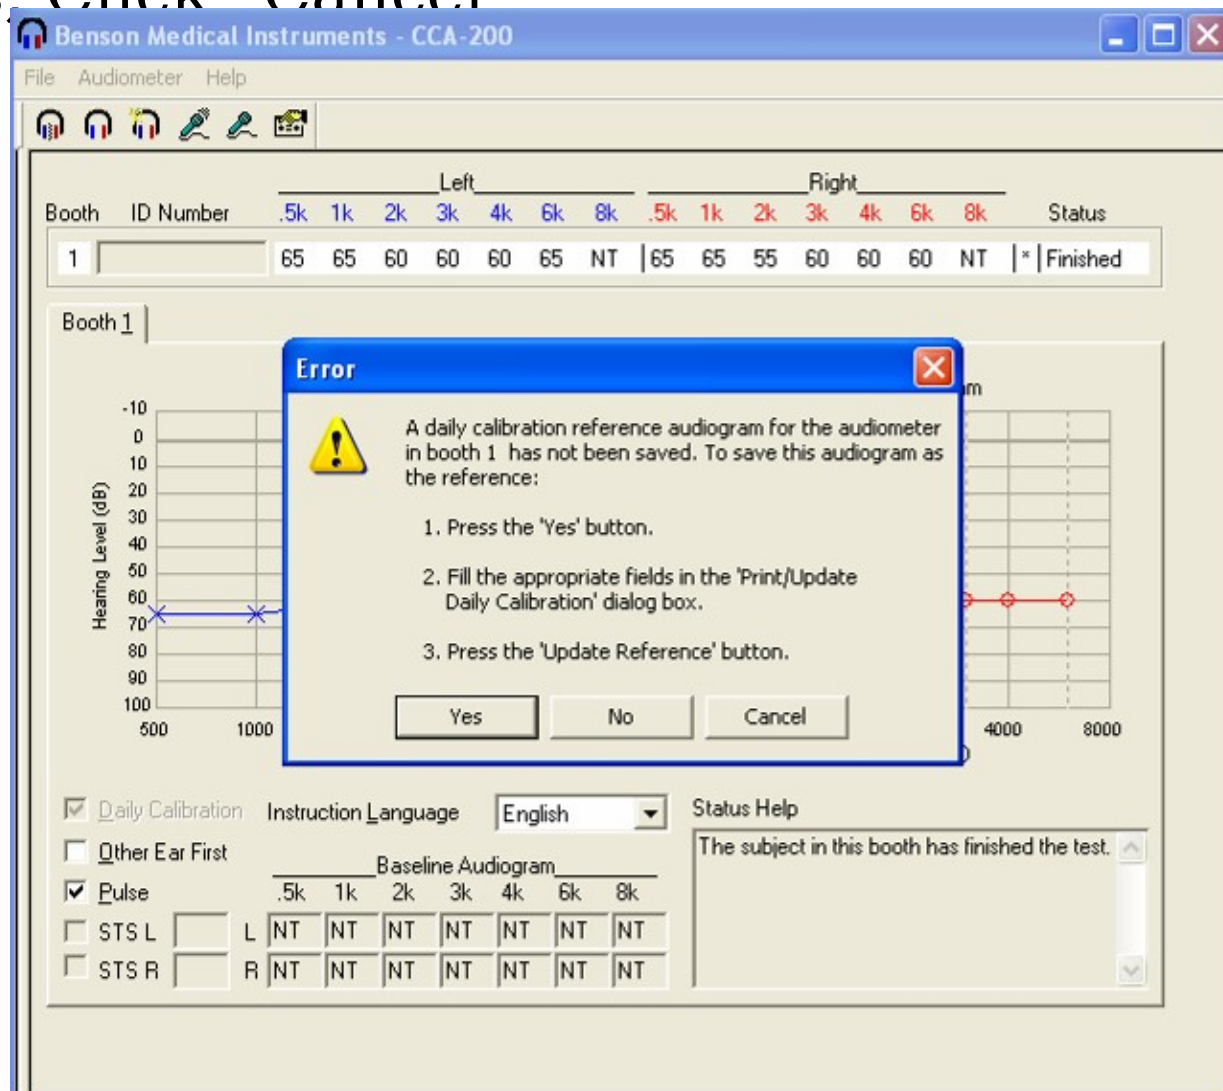 . Click "Cancel"
Benson Medical Instruments - CCA-200
File Audiometer Help
Left Right
Booth ID Number .5k 1k 2k 3k 4k 6k 8k .5k 1k 2k 3k 4k 6k 8k Status
1 65 65 60 60 60 65 NT 65 65 55 60 60 60 NT * Finished
Booth 1
Error
A daily calibration reference audiogram for the audiometer
in booth 1 has not been saved. To save this audiogram as
the reference:
1. Press the 'Yes' button.
2. Fill the appropriate fields in the 'Print/Update
Daily Calibration' dialog box.
3. Press the 'Update Reference' button.
Yes No Cancel
Hearing Level (dB)
-10
0
10
20
30
40
50
60
70
80
90
100
500 1000 4000 8000
Daily Calibration Instruction Language English Status Help
Other Ear First
The subject in this booth has finished the test.
Baseline Audiogram
Pulse .5k 1k 2k 3k 4k 6k 8k
STS L L NT NT NT NT NT NT NT
STS R R NT NT NT NT NT NT NT